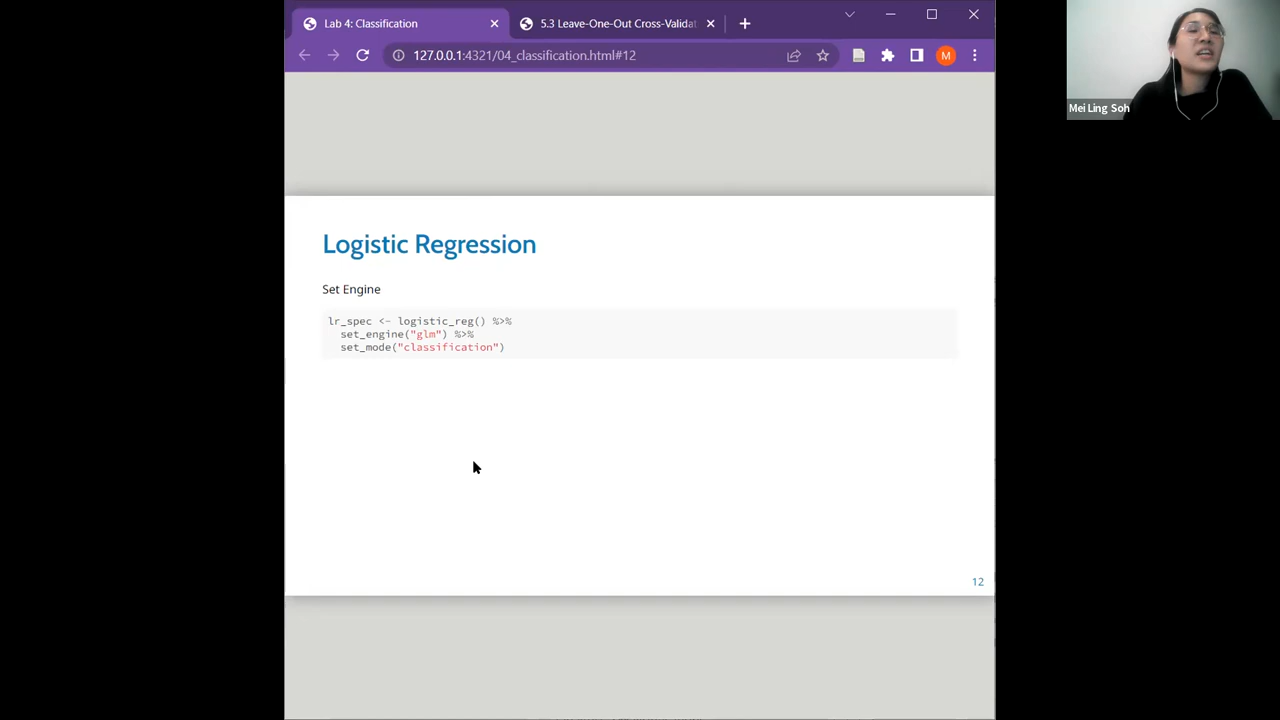 Lab 4: Classification
5.3 Leave-One-Out Cross-Validat
127.0.0.1:4321/04_classification.html#12
M
Mei Ling Soh
Logistic Regression
Set Engine
lr_spec <- logistic_reg() %>%
set_engine("glm") %>%
set_mode("classification")
12